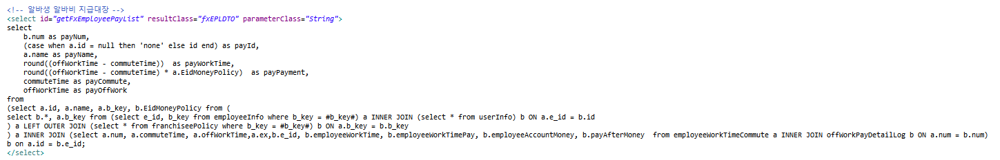 <!-- 알바생 알바비 지급대장 -->
<select id="getFxEmployeePayList" resultClass="fxEPLDTO" parameterClass="String">
select
b.num as payNum,
(case when a.id = null then 'none' else id end) as payId,
a.name as payName,
round((offWorkTime - commuteTime))  as payWorkTime,
round((offWorkTime - commuteTime) * a.EidMoneyPolicy)  as payPayment,
commuteTime as payCommute,
offWorkTime as payOffWork
from
(select a.id, a.name, a.b_key, b.EidMoneyPolicy from (
select b.*, a.b_key from (select e_id, b_key from employeeInfo where b_key = #b_key#) a INNER JOIN (select * from userInfo) b ON a.e_id = b.id
) a LEFT OUTER JOIN (select * from franchiseePolicy where b_key = #b_key#) b ON a.b_key = b.b_key
) a INNER JOIN (select a.num, a.commuteTime, a.offWorkTime,a.ex,b.e_id, b.employeeWorkTime, b.employeeWorkTimePay, b.employeeAccountMoney, b.payAfterMoney  from employeeWorkTimeCommute a INNER JOIN offWorkPayDetailLog b ON a.num = b.num)
b on a.id = b.e_id;
</select>